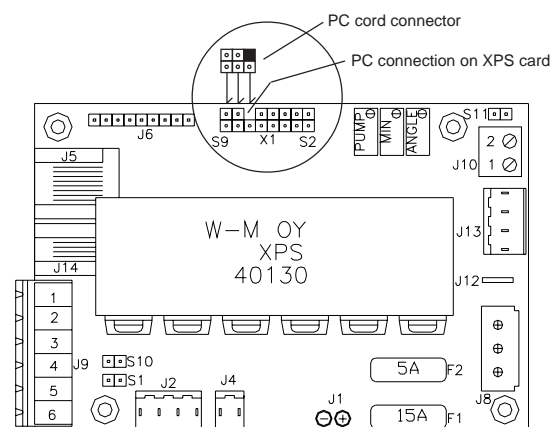 PC cord connector
PC connection on XPS card
S11
J6
S9 X1 S2
PUMP
MIN
ANGLE
2
J10 1
J5
J13
W-M OY
XPS
40130
J14
J12
1
2
3
J9 4
5
6
S10
S1
J2
J4
J1
5A F2
15A F1
J8